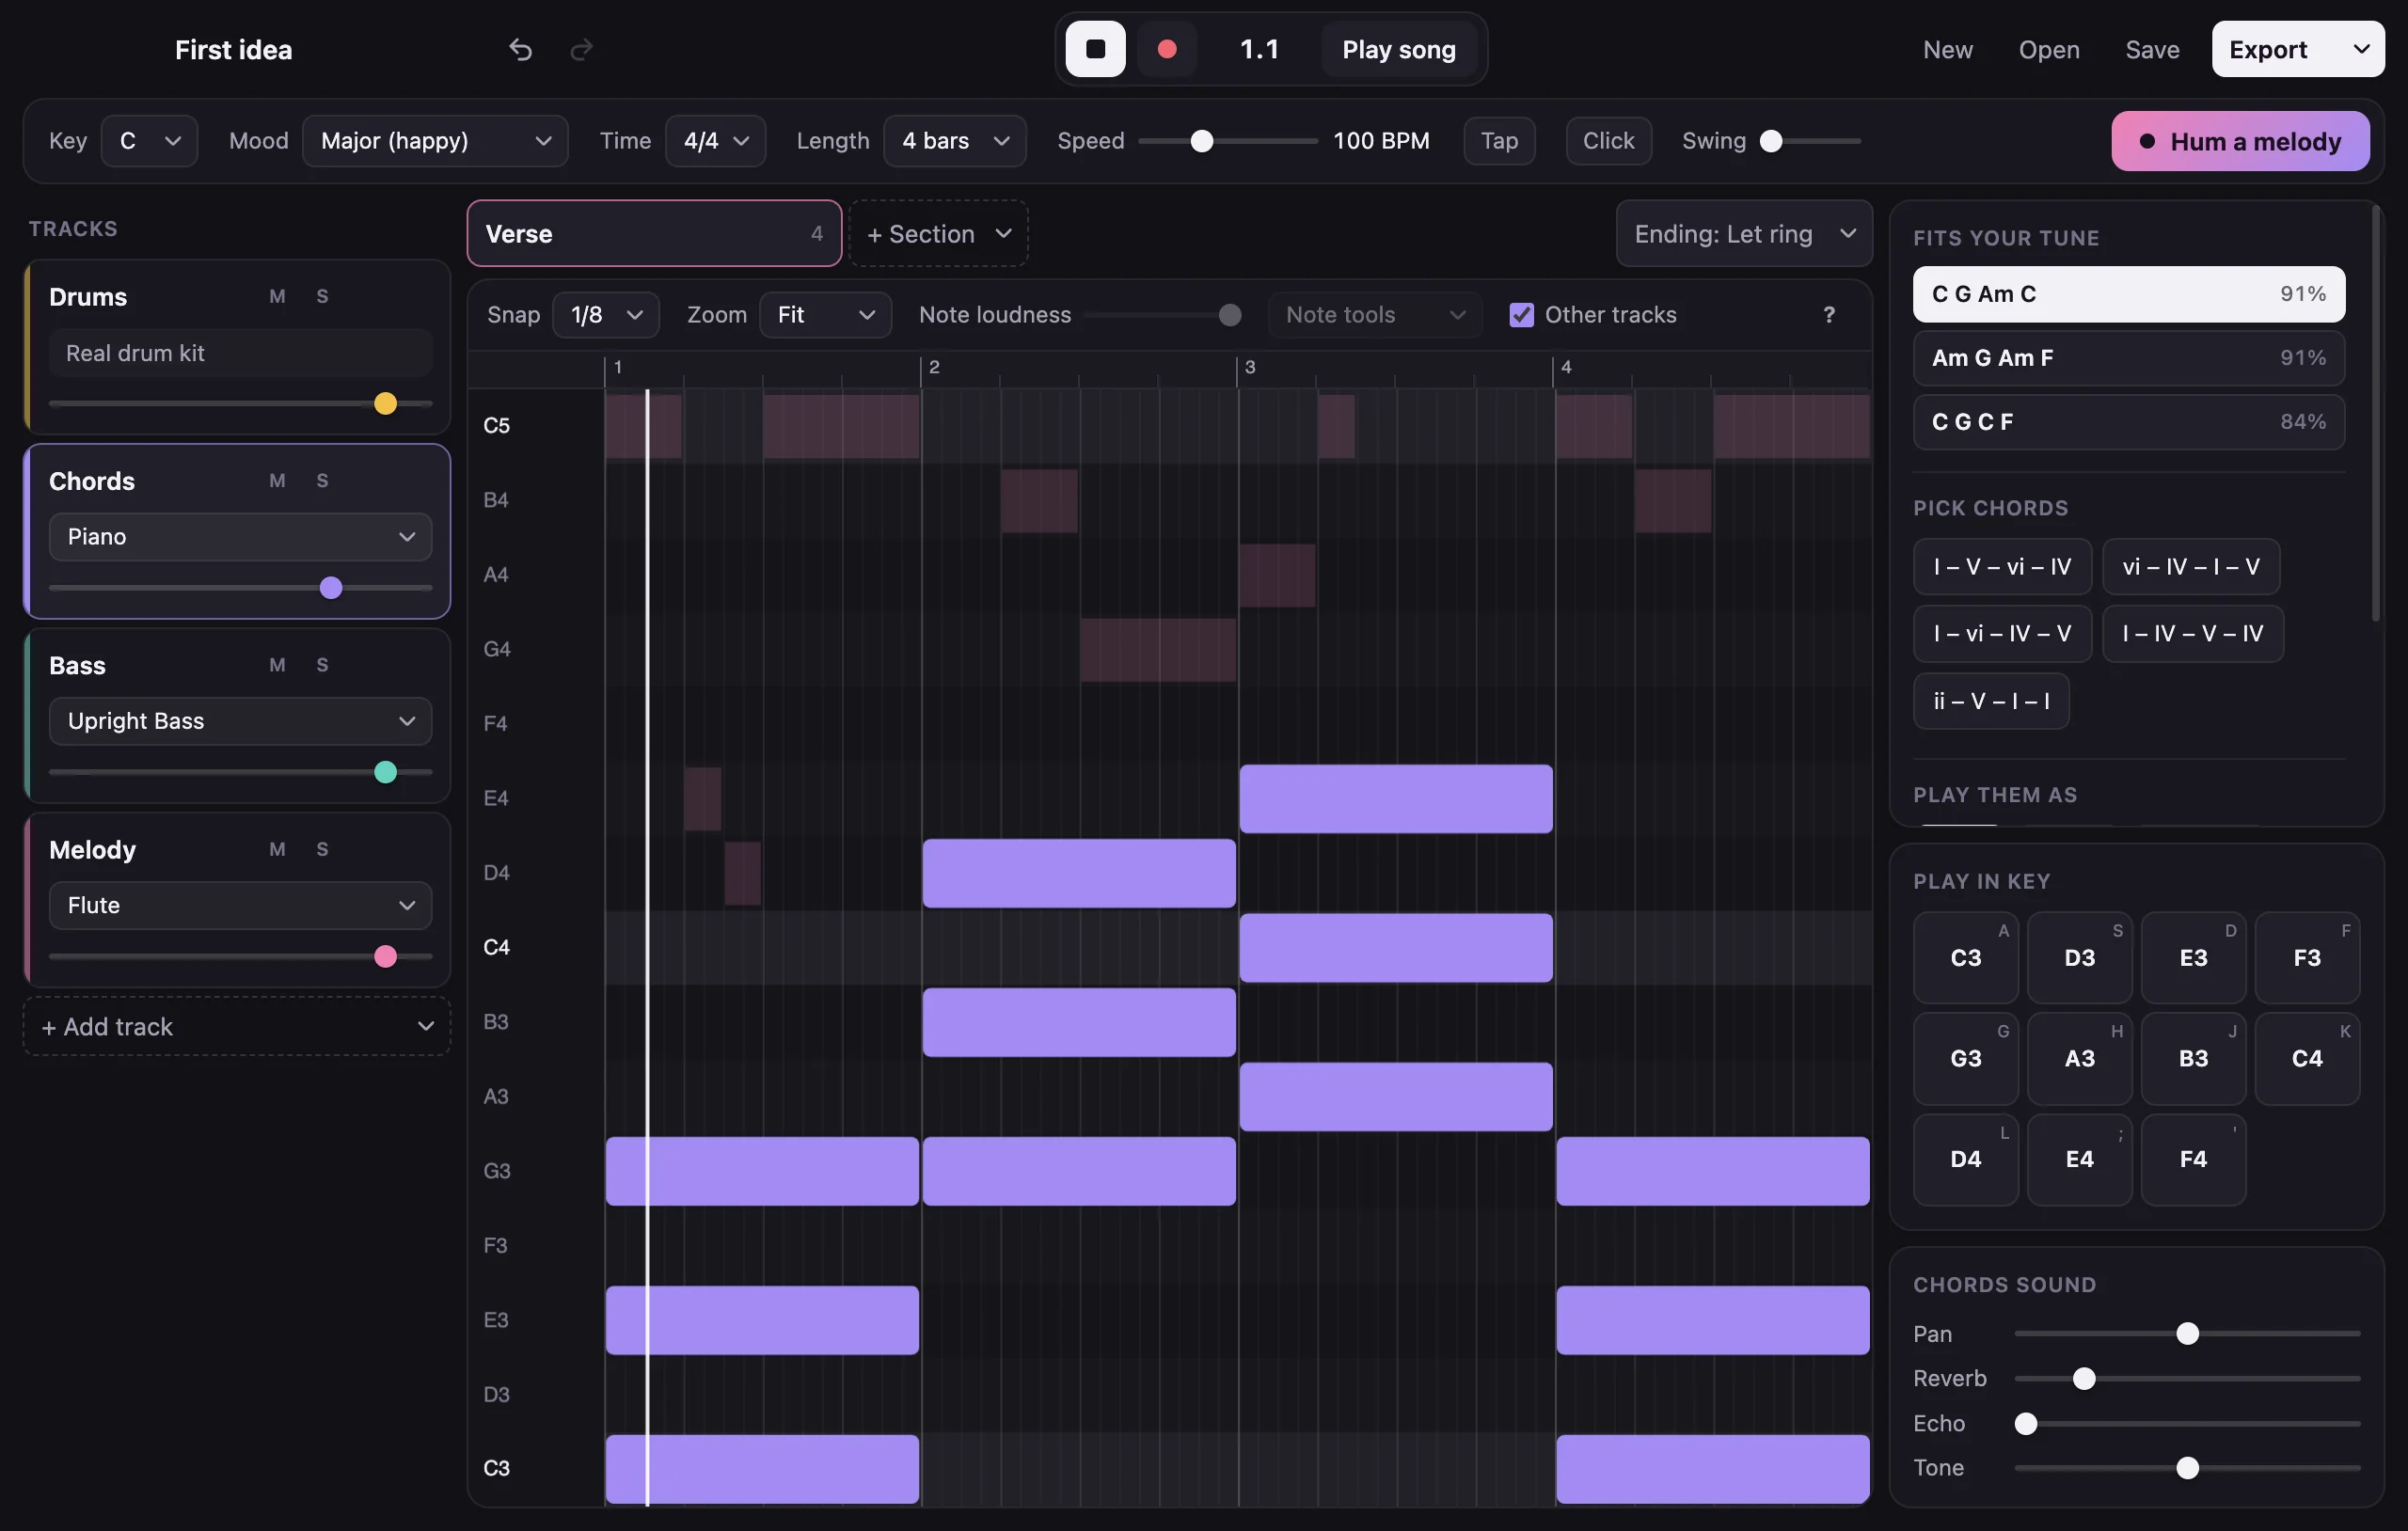 First idea
1.1
Play song
New
Open
Save
Export
Key
C
Mood
Major (happy)
Time
4/4
Length
4 bars
Speed
100 BPM
Tap
Click
Swing
Hum a melody
TRACKS
Drums
M
S
Real drum kit
Chords
M
S
Piano
Bass
M
S
Upright Bass
Melody
M
S
Flute
+ Add track
Verse
4
+ Section
Ending: Let ring
Snap
1/8
Zoom
Fit
Note loudness
Note tools
Other tracks
?
1
2
3
4
C5
B4
A4
G4
F4
E4
D4
C4
B3
A3
G3
F3
E3
D3
C3
FITS YOUR TUNE
C G Am C
91%
Am G Am F
91%
C G C F
84%
PICK CHORDS
I – V – vi – IV
vi – IV – I – V
I – vi – IV – V
I – IV – V – IV
ii – V – I – I
PLAY THEM AS
PLAY IN KEY
A
C3
S
D3
D
E3
F
F3
G
G3
H
A3
J
B3
K
C4
L
D4
;
E4
'
F4
CHORDS SOUND
Pan
Reverb
Echo
Tone